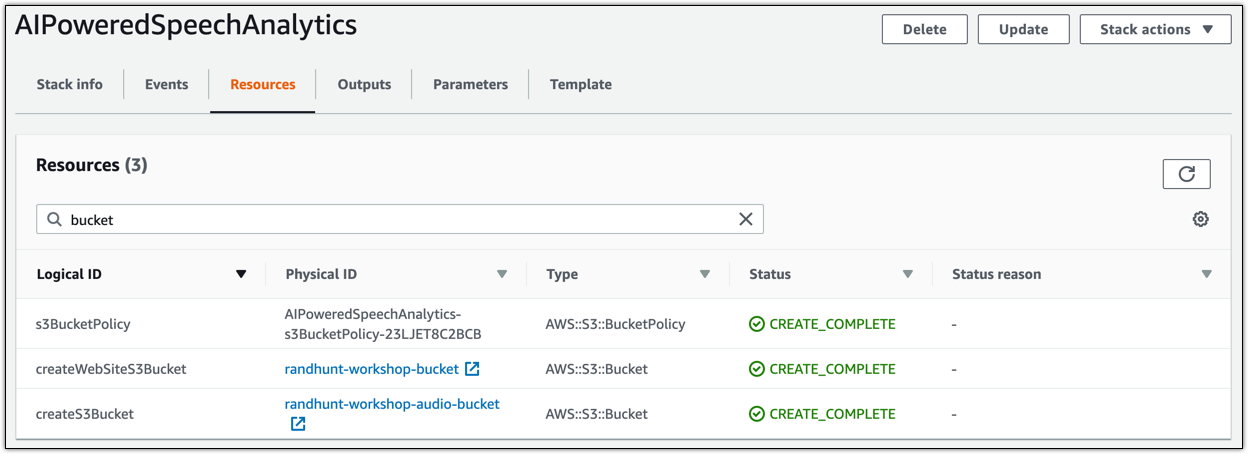 AIPoweredSpeechAnalytics
Delete
Update
Stack actions
Stack info
Events
Resources
Outputs
Parameters
Template
Resources (3)
bucket
Logical ID
Physical ID
Type
Status
Status reason
s3BucketPolicy
AIPoweredSpeechAnalytics-
s3BucketPolicy-23LJET8C2BCB
AWS::S3::BucketPolicy
CREATE_COMPLETE
-
createWebSiteS3Bucket
randhunt-workshop-bucket
AWS::S3::Bucket
CREATE_COMPLETE
-
createS3Bucket
randhunt-workshop-audio-bucket
AWS::S3::Bucket
CREATE_COMPLETE
-